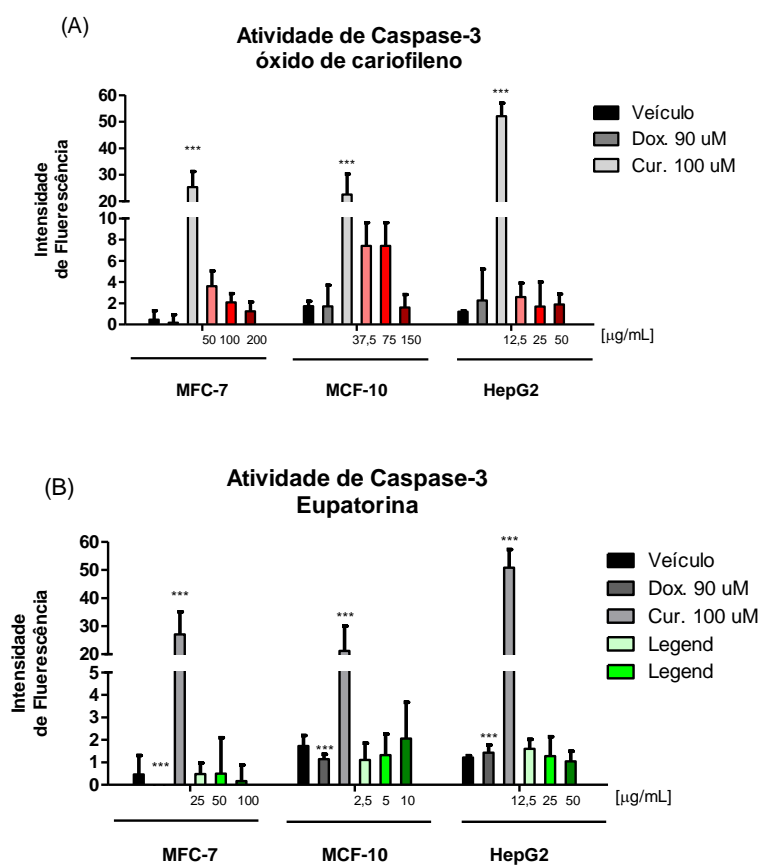 (A)
Atividade de Caspase-3
óxido de cariofileno
Intensidade
de Fluerescência
60
50
40
30
20
10
8
6
4
2
0
***
***
***
Veículo
Dox. 90 uM
Cur. 100 uM
50 100 200
37,5 75 150
12,5 25 50
[µg/mL]
MFC-7
MCF-10
HepG2
(B)
Atividade de Caspase-3
Eupatorina
Intensidade
de Fluerescência
60
50
40
30
20
5
4
3
2
1
0
***
***
***
***
***
***
Veículo
Dox. 90 uM
Cur. 100 uM
Legend
Legend
25 50 100
2,5 5 10
12,5 25 50
[µg/mL]
MFC-7
MCF-10
HepG2